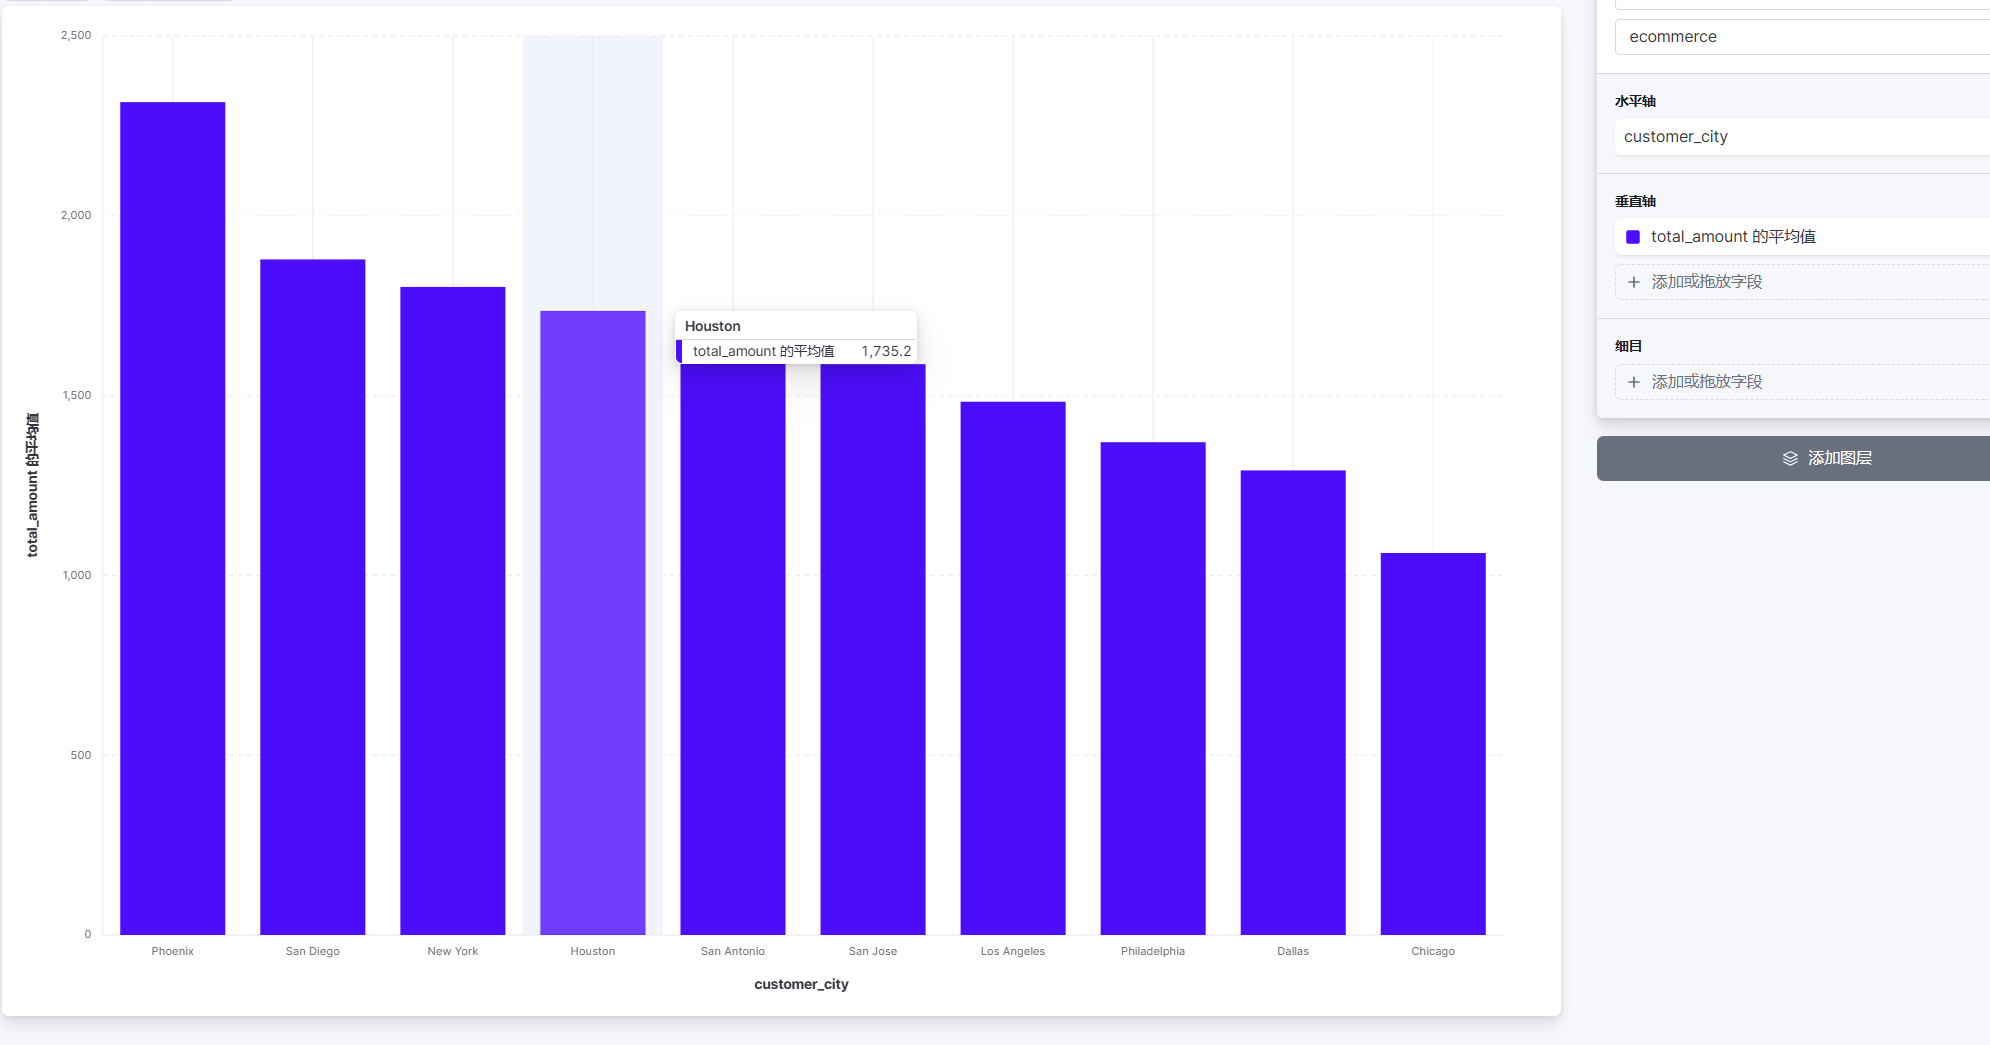 2,500
2,000
1,500
1,000
500
0
total_amount 的平均值
Houston
total_amount 的平均值 1,735.2
Phoenix San Diego New York Houston San Antonio San Jose Los Angeles Philadelphia Dallas Chicago
customer_city
ecommerce
水平轴
customer_city
垂直轴
total_amount 的平均值
添加或拖放字段
细目
添加或拖放字段
添加图层